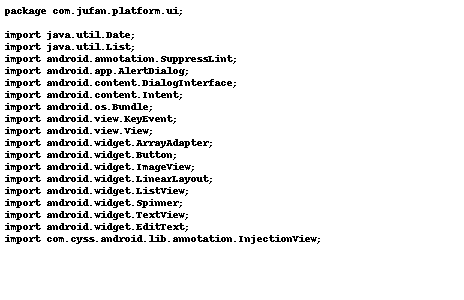 package com.jufan.platform.ui;
import java.util.Date;
import java.util.List;
import android.annotation.SuppressLint;
import android.app.AlertDialog;
import android.content.DialogInterface;
import android.content.Intent;
import android.os.Bundle;
import android.view.KeyEvent;
import android.view.View;
import android.widget.ArrayAdapter;
import android.widget.Button;
import android.widget.ImageView;
import android.widget.LinearLayout;
import android.widget.ListView;
import android.widget.Spinner;
import android.widget.TextView;
import android.widget.EditText;
import com.cyss.android.lib.annotation.InjectionView;